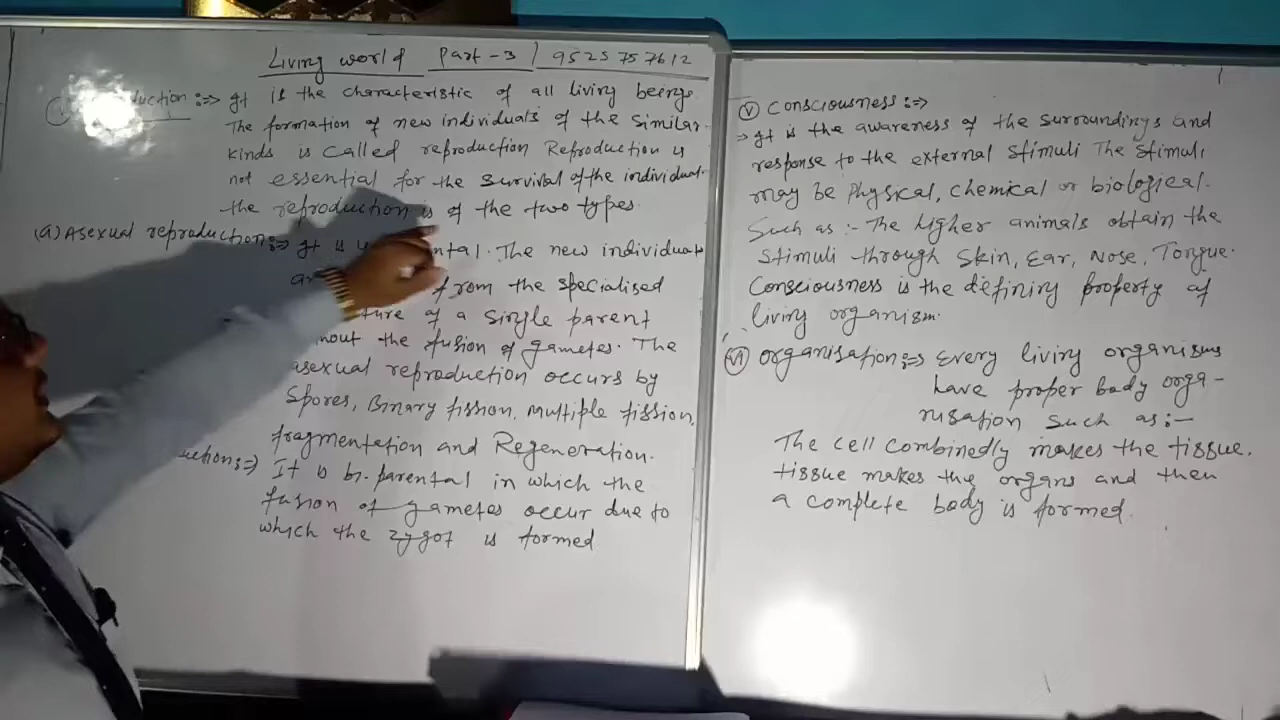 Living world Part-3 / 9525757612
uction :=> It is the characteristic of all living beings
The formation of new individuals of the similar
kinds is called reproduction Reproduction is
not essential for the survival of the individual.
the reproduction is of the two types.
(a) Asexual reproduction :=> It is ntal. The new individuals
from the specialised
ture of a single parent
hout the fusion of gametes. The
asexual reproduction occurs by
Spores, Binary fission, Multiple fission,
fragmentation and Regeneration.
uctions=> It is bi-parental in which the
fusion of gametes occur due to
which the zygot is formed
(V) Consciousness :=>
=> It is the awareness of the surroundings and
response to the external stimuli The stimuli
may be Physical, chemical or biological.
Such as :- The higher animals obtain the
stimuli through skin, Ear, Nose, Tongue.
Consciousness is the defining property of
living organism.
(VI) organisation :=> Every living organisms
have proper body orga-
nisation Such as :-
The cell combinedly makes the tissue.
tissue makes the organs and then
a complete body is formed.